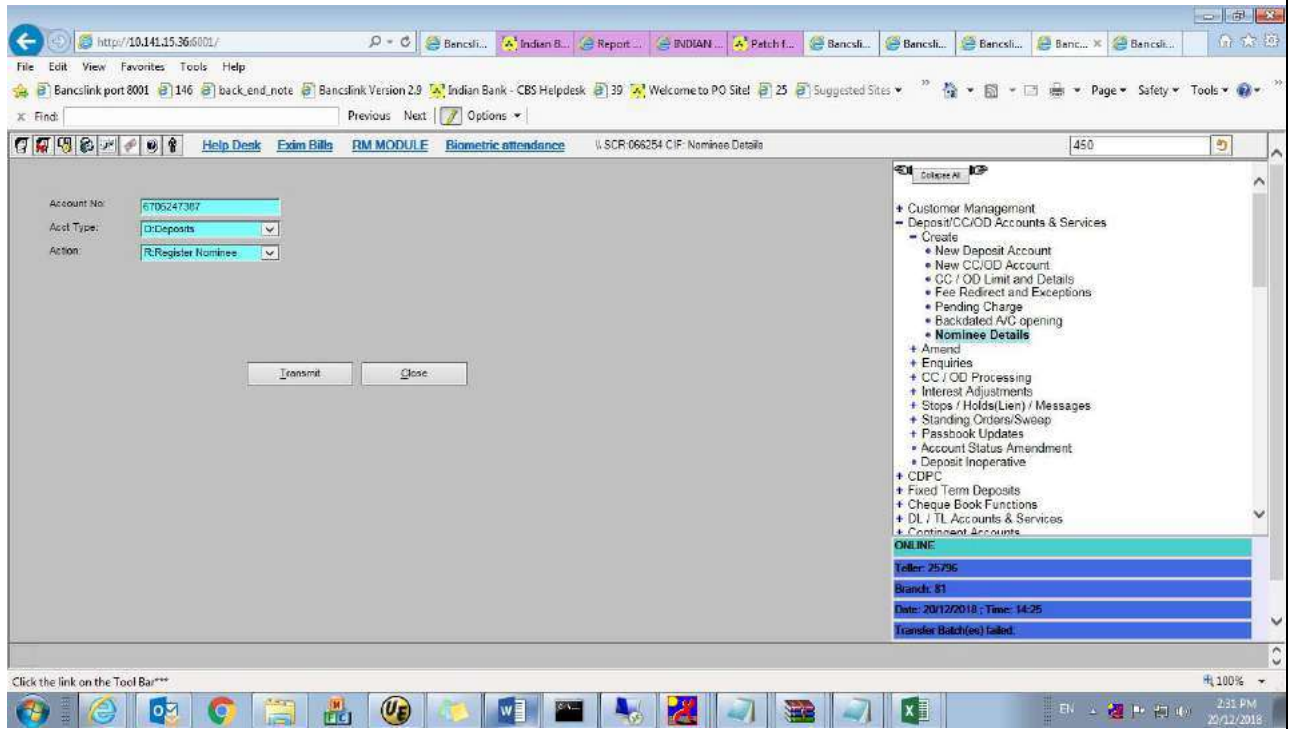 http://10.141.15.36:6001/
Bancsli... Indian B... Report ... INDIAN ... Patch f... Bancsli... Bancsli... Bancsli... Banc... × Bancsli...
File Edit View Favorites Tools Help
Bancslink port 8001 146 back_end_note Bancslink Version 2.9 Indian Bank - CBS Helpdesk 39 Welcome to PO Site! 25 Suggested Sites Page Safety Tools
x Find: Previous Next Options
Help Desk Exim Bills RM MODULE Biometric attendance \\ SCR:066254 CIF: Nominee Details 450
Collapse All
Account No: 6706247387
Acct Type: D:Deposits
Action: R:Register Nominee
Transmit Close
+ Customer Management
- Deposit/CC/OD Accounts & Services
- Create
• New Deposit Account
• New CC/OD Account
• CC / OD Limit and Details
• Fee Redirect and Exceptions
• Pending Charge
• Backdated A/C opening
• Nominee Details
+ Amend
+ Enquiries
+ CC / OD Processing
+ Interest Adjustments
+ Stops / Holds(Lien) / Messages
+ Standing Orders/Sweep
+ Passbook Updates
• Account Status Amendment
• Deposit Inoperative
+ CDPC
+ Fixed Term Deposits
+ Cheque Book Functions
+ DL / TL Accounts & Services
+ Contingent Accounts
ONLINE
Teller: 25796
Branch: 81
Date: 20/12/2018 ; Time: 14:25
Transfer Batch(es) failed.
Click the link on the Tool Bar***
100%
EN
2:31 PM
20/12/2018